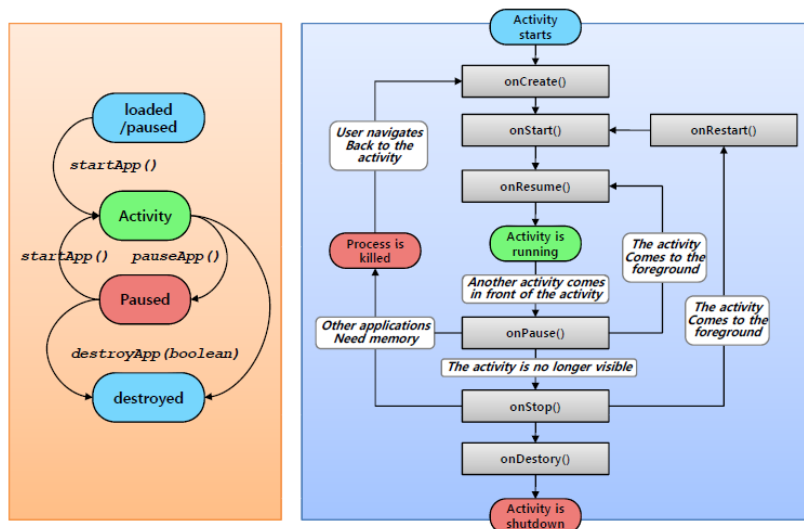 loaded
/paused
startApp()
Activity
startApp()
pauseApp()
Paused
destroyApp(boolean)
destroyed
Activity
starts
onCreate()
User navigates
Back to the
activity
onStart()
onRestart()
onResume()
Process is
killed
Activity is
running
The activity
Comes to the
foreground
Another activity comes
in front of the activity
The activity
Comes to the
foreground
Other applications
Need memory
onPause()
The activity is no longer visible
onStop()
onDestory()
Activity is
shutdown